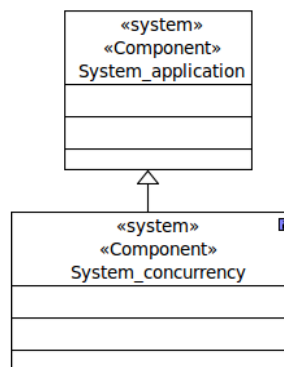 «system»
«Component»
System_application
«system»
«Component»
System_concurrency